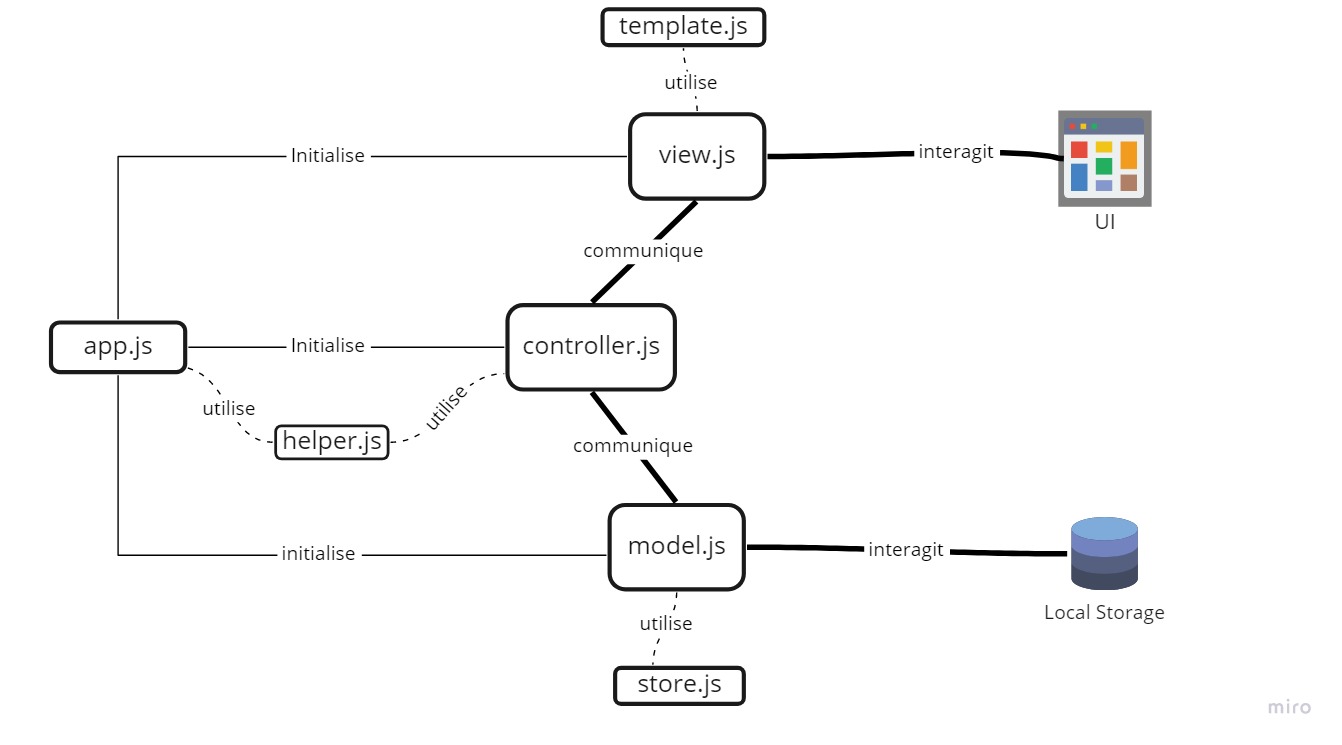 template.js
utilise
Initialise
view.js
interagit
UI
communique
app.js
Initialise
controller.js
utilise
utilise
helper.js
communique
initialise
model.js
interagit
Local Storage
utilise
store.js
miro